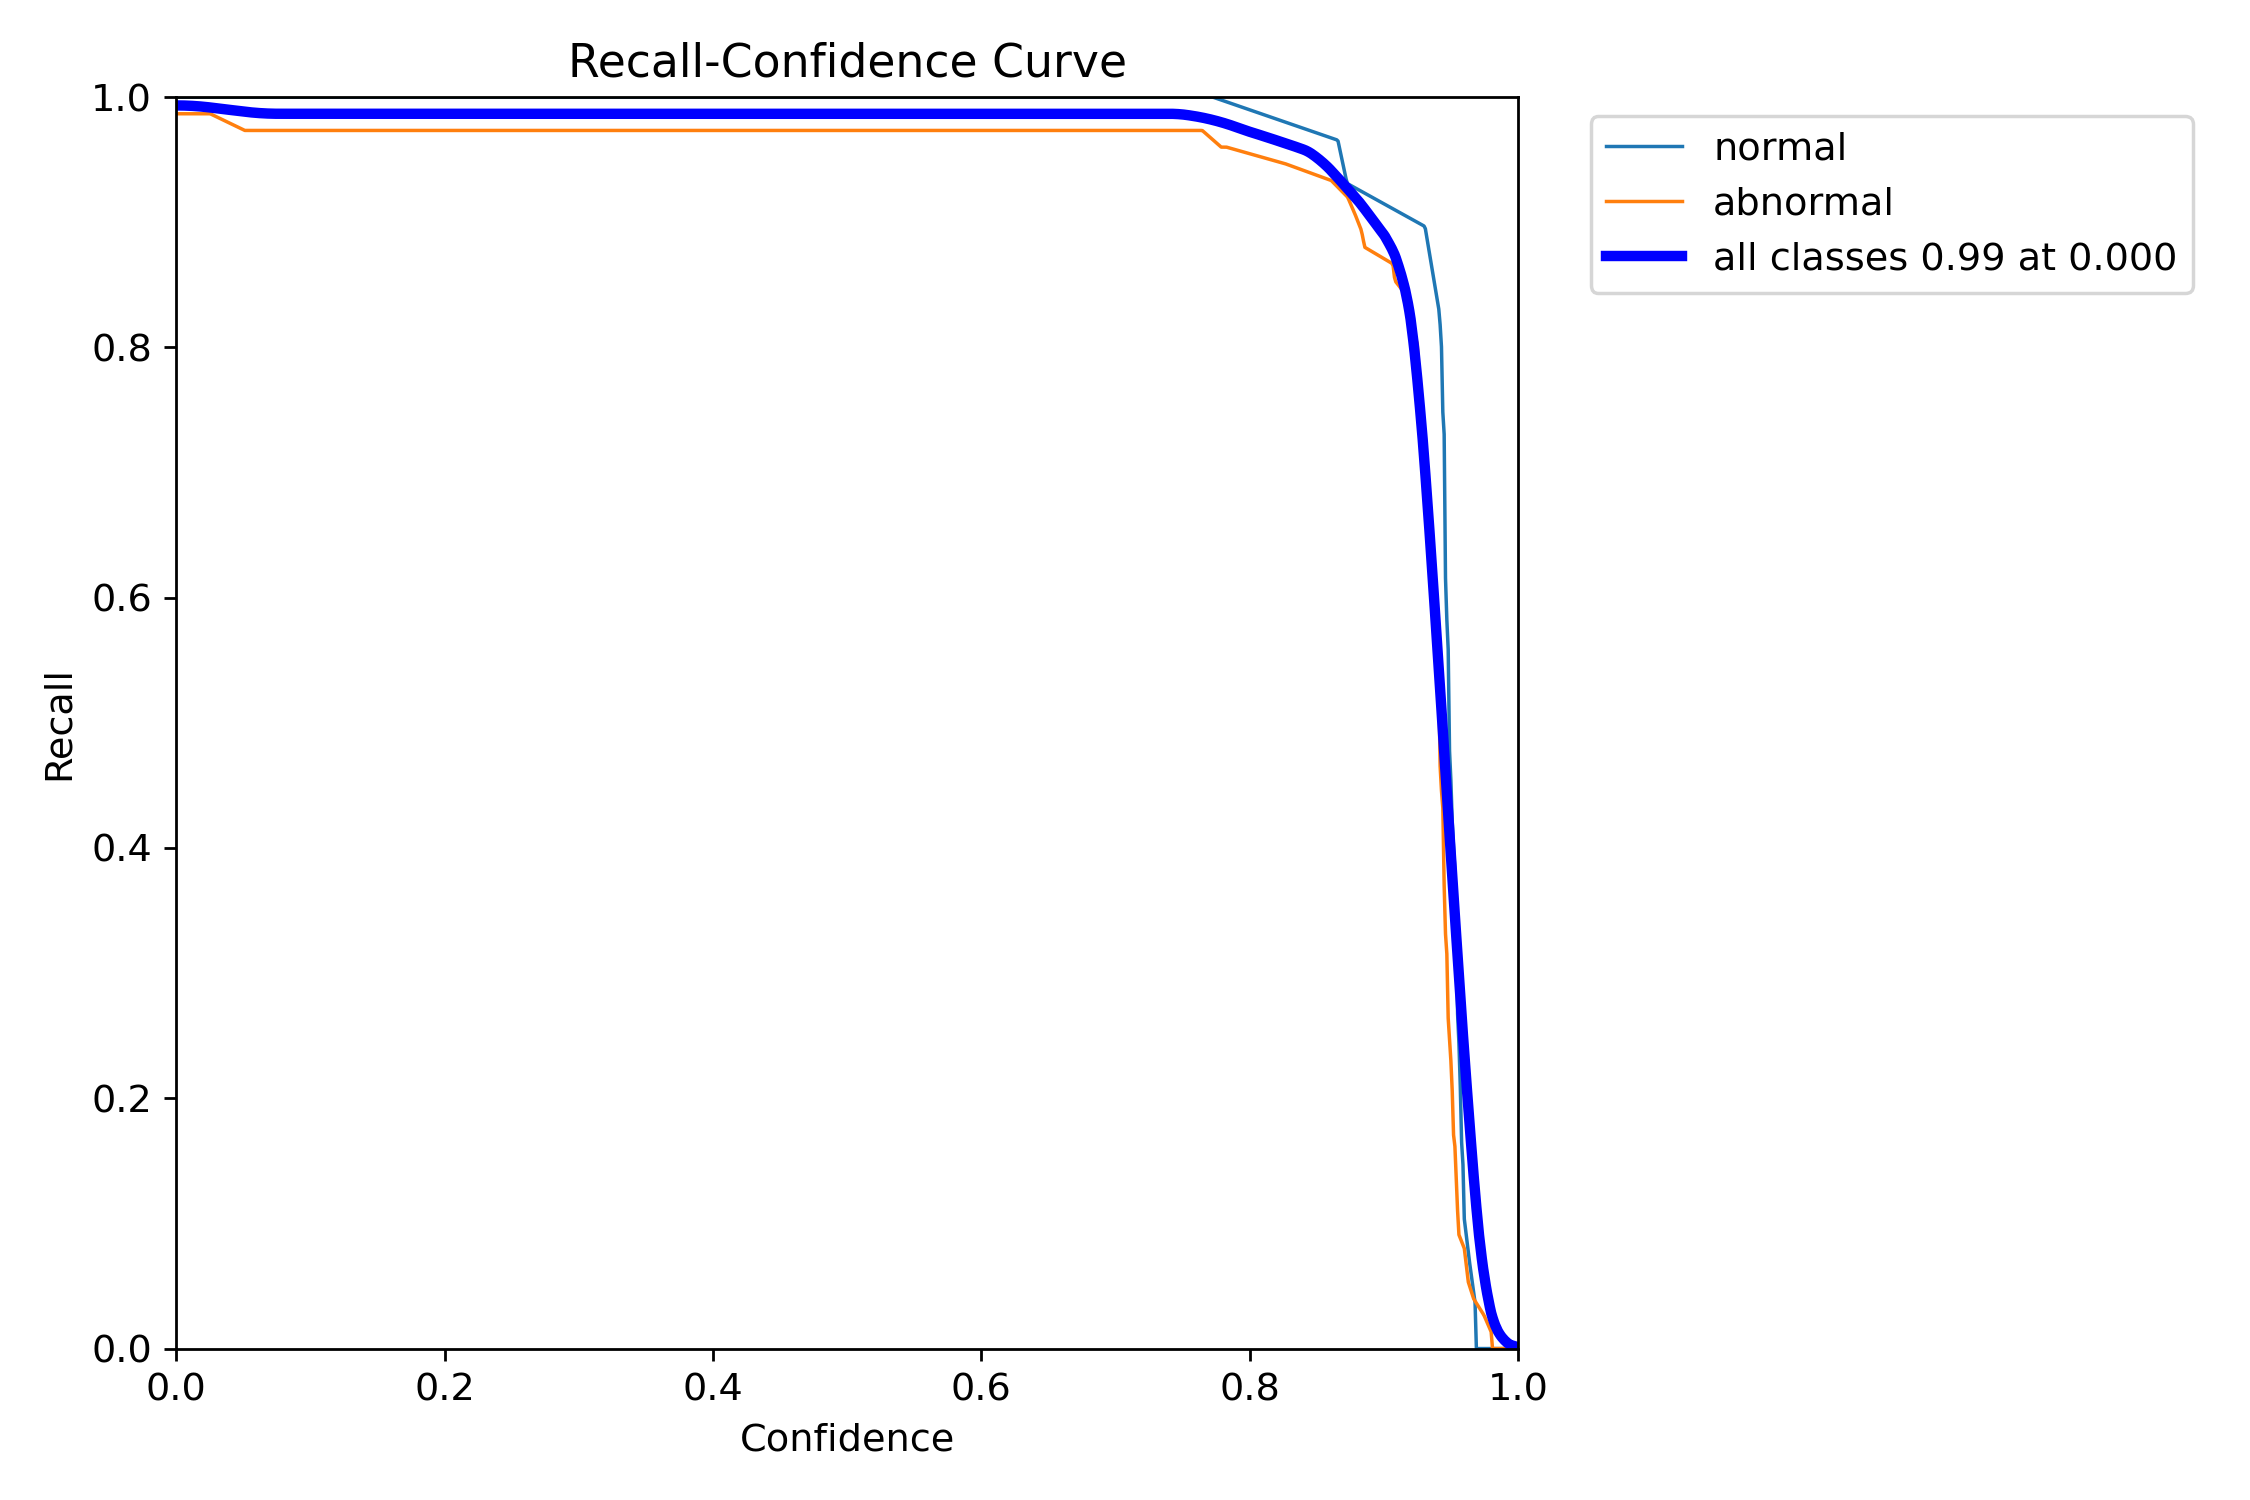 Recall-Confidence Curve
1.0
0.8
0.6
0.4
0.2
0.0
Recall
0.0 0.2 0.4 0.6 0.8 1.0
Confidence
normal
abnormal
all classes 0.99 at 0.000